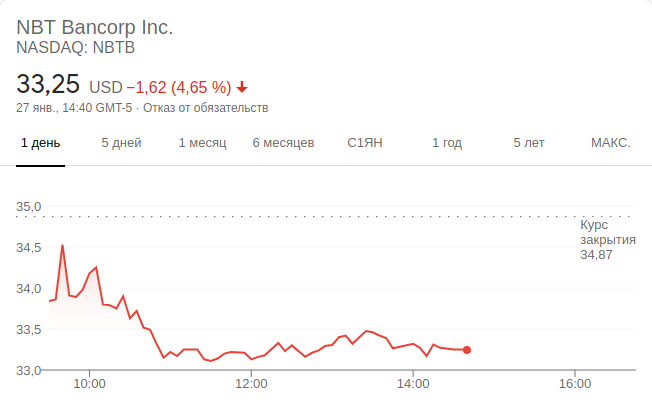 NBT Bancorp Inc.
NASDAQ: NBTB
33,25 USD −1,62 (4,65 %)
27 янв., 14:40 GMT-5 · Отказ от обязательств
1 день 5 дней 1 месяц 6 месяцев С1ЯН 1 год 5 лет МАКС.
35,0
Курс
закрытия
34,87
34,5
34,0
33,5
33,0
10:00 12:00 14:00 16:00